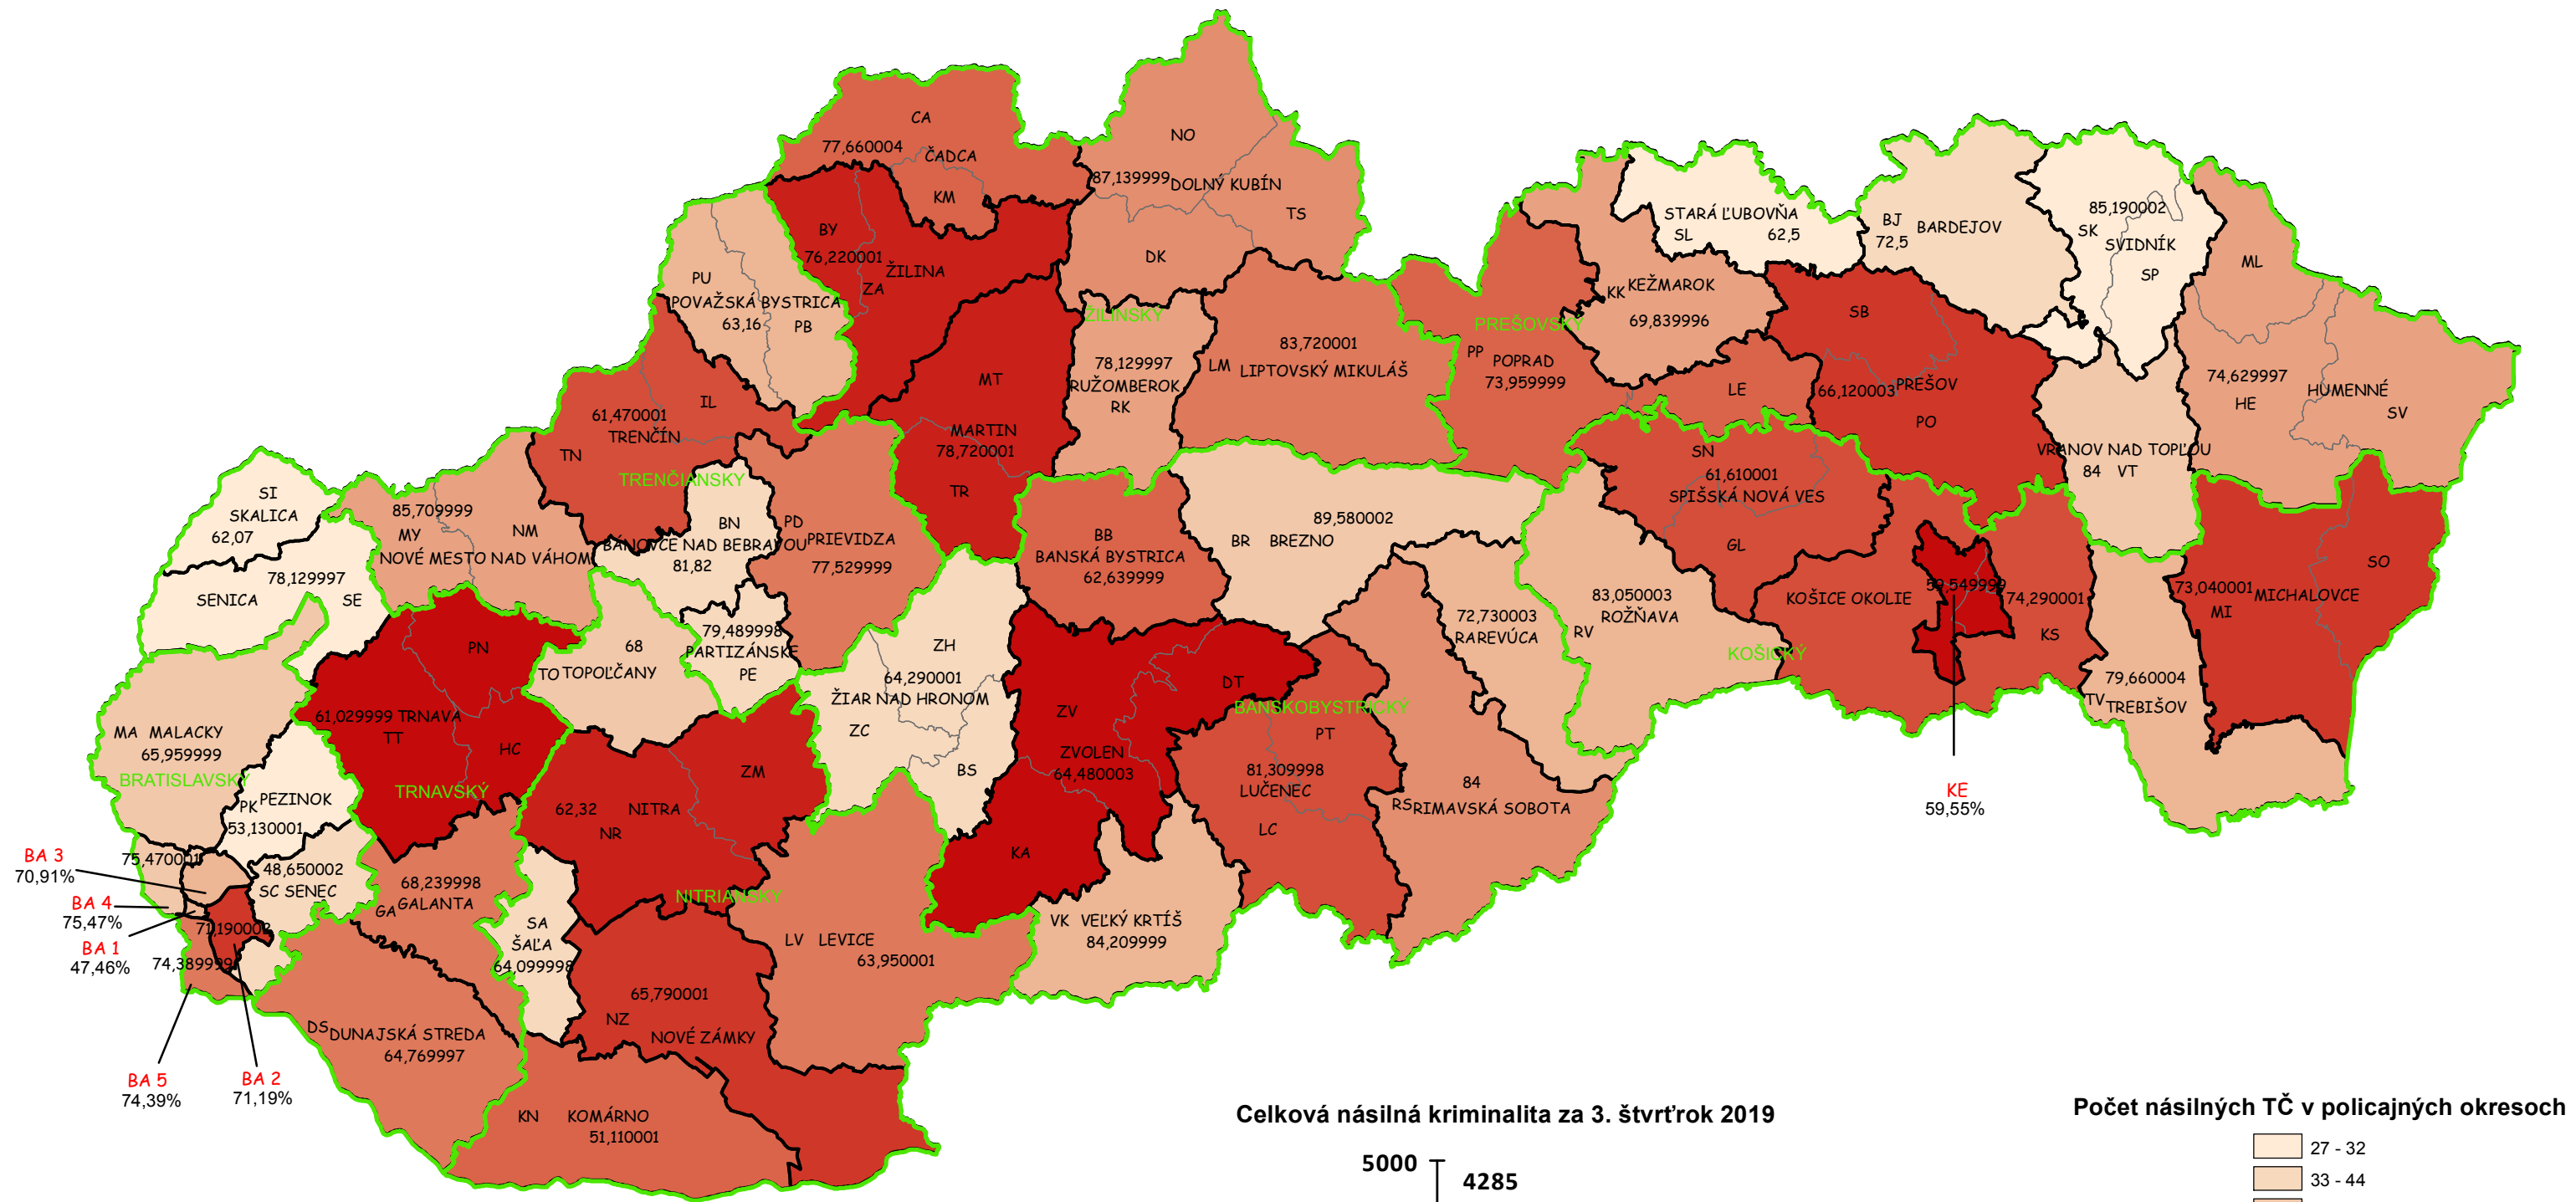 CA
77,660004
ČADCA
KM
NO
87,139999 DOLNÝ KUBÍN
TS
DK
BY
76,220001
ŽILINA
ZA
PU
POVAŽSKÁ BYSTRICA
63,16
PB
STARÁ ĽUBOVŇA
SL
62,5
BJ
BARDEJOV
72,5
85,190002
SK
SVIDNÍK
SP
ML
KK KEŽMAROK
69,839996
SB
66,120003 PREŠOV
PO
ŽILINSKÝ
PREŠOVSKÝ
PP
POPRAD
73,959999
LE
83,720001
LM LIPTOVSKÝ MIKULÁŠ
78,129997
RUŽOMBEROK
RK
MT
MARTIN
78,720001
TR
IL
61,470001
TRENČÍN
TN
TRENČIANSKY
74,629997
HUMENNÉ
HE
SV
VRANOV NAD TOPĽOU
84 VT
SN
61,610001
SPIŠSKÁ NOVÁ VES
GL
SI
SKALICA
62,07
85,709999
MY
NM
NOVÉ MESTO NAD VÁHOM
BN
BÁNOVCE NAD BEBRAVOU
81,82
PD
PRIEVIDZA
77,529999
BB
BANSKÁ BYSTRICA
62,639999
89,580002
BR BREZNO
78,129997
SENICA
SE
KOŠICE OKOLIE
59,549999
74,290001
KS
73,040001
MICHALOVCE
MI
SO
72,730003
RAREVÚCA
83,050003
ROŽŇAVA
RV
KOŠICKÝ
79,660004
TV TREBIŠOV
PN
61,029999 TRNAVA
TT
HC
TRNAVSKÝ
68
TO TOPOĽČANY
79,489998
PARTIZÁNSKE
PE
ZH
64,290001
ŽIAR NAD HRONOM
ZC
BS
DT
ZV
ZVOLEN
64,480003
KA
BANSKOBYSTRICKÝ
PT
81,309998
LUČENEC
LC
84
RS RIMAVSKÁ SOBOTA
KE
59,55%
MA MALACKY
65,959999
BRATISLAVSKÝ
PK PEZINOK
53,130001
ZM
62,32 NITRA
NR
NITRIANSKY
BA 3
70,91%
75,470001
48,650002
SC SENEC
68,239998
GA GALANTA
BA 4
75,47%
71,190002
BA 1
47,46%
74,389999
SA
ŠAĽA
64,099998
LV LEVICE
63,950001
VK VEĽKÝ KRTÍŠ
84,209999
65,790001
NZ
NOVÉ ZÁMKY
DS DUNAJSKÁ STREDA
64,769997
BA 5
74,39%
BA 2
71,19%
KN KOMÁRNO
51,110001
Celková násilná kriminalita za 3. štvrťrok 2019
5000
4285
Počet násilných TČ v policajných okresoch
27 - 32
33 - 44